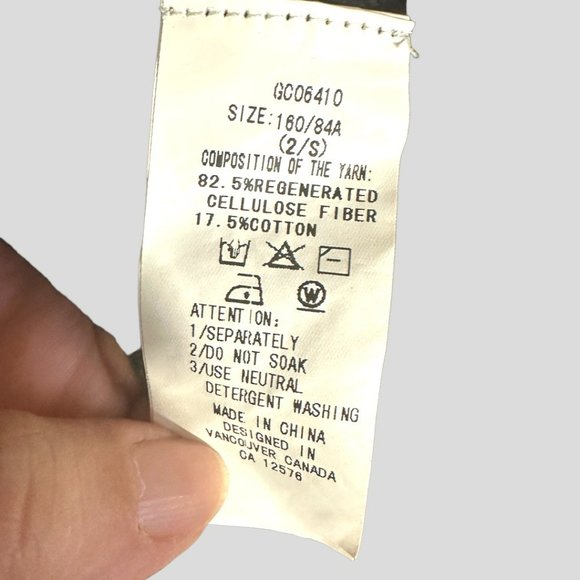 GC06410
SIZE:160/84A
(2/S)
COMPOSITION OF THE YARN:
82.5%REGENERATED
CELLULOSE FIBER
17.5%COTTON
W
ATTENTION:
1/SEPARATELY
2/DO NOT SOAK
3/USE NEUTRAL
DETERGENT WASHING
MADE IN CHINA
DESIGNED IN
VANCOUVER CANADA
CA 12576